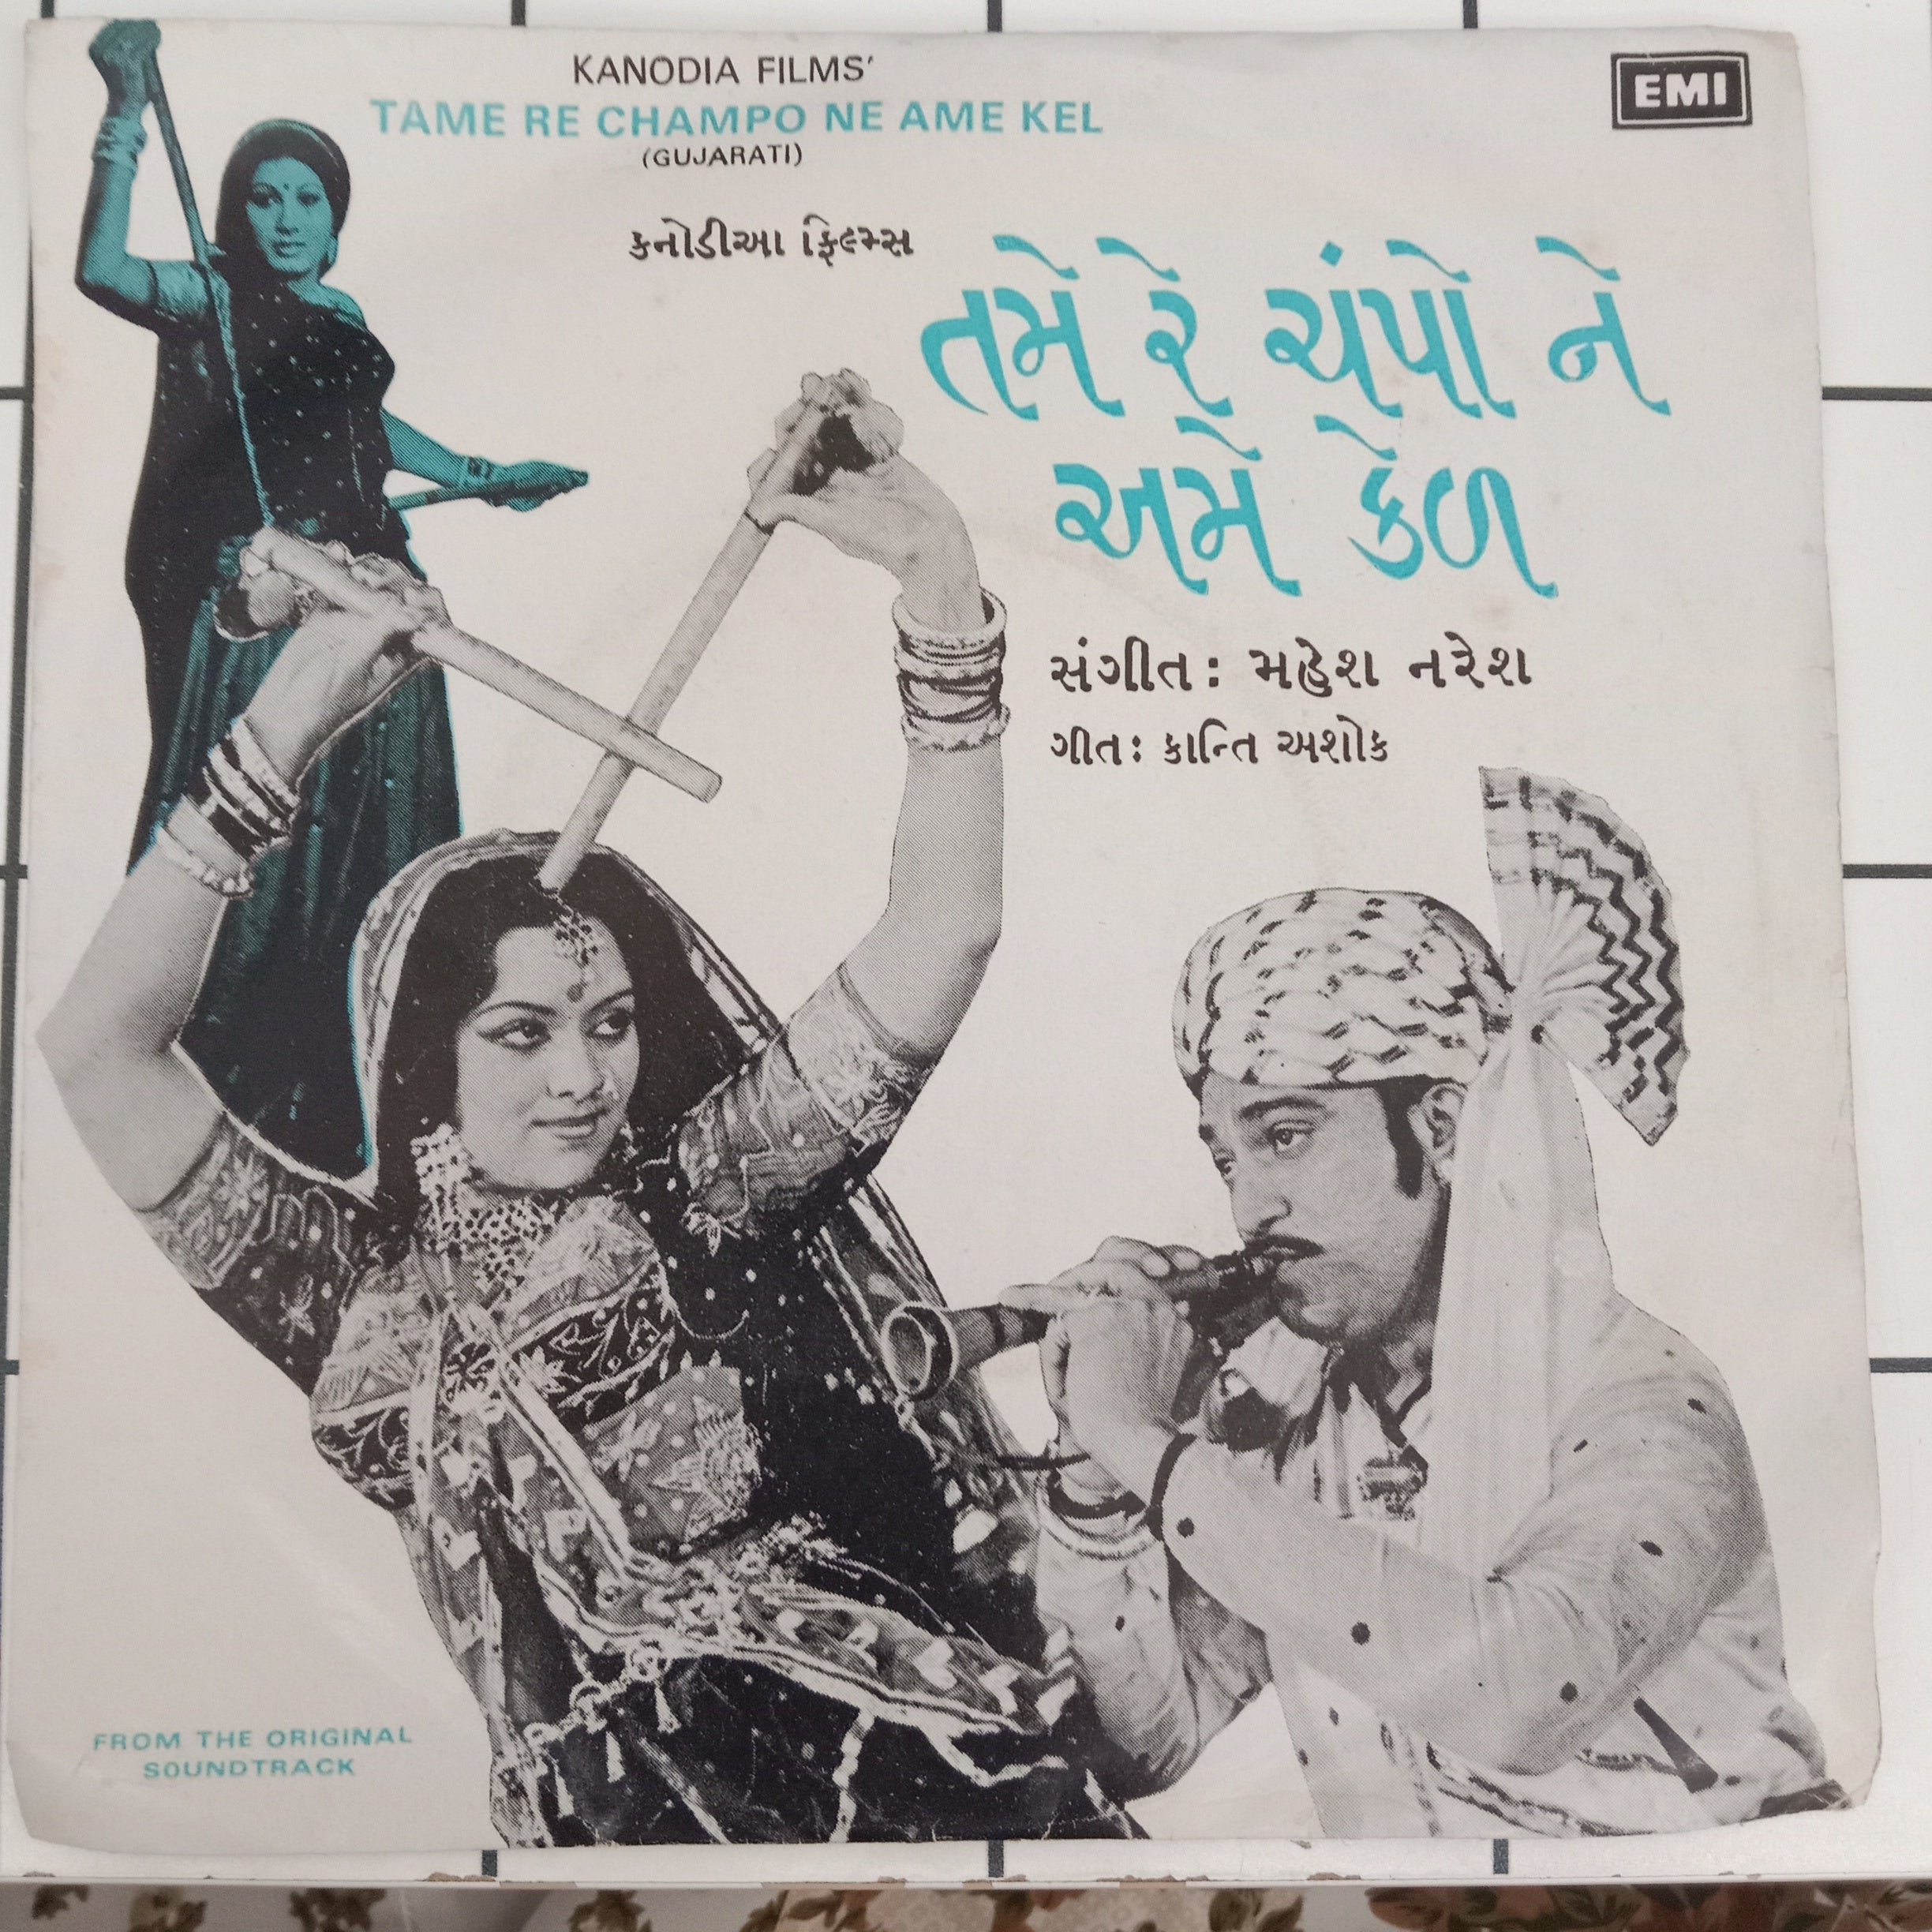 KANODIA FILMS'
TAME RE CHAMPO NE AME KEL
(GUJARATI)
EMI
કનોડીઆ ફિલ્મ્સ
તમે રે ચંપો ને
અમે કેળ
સંગીત: મહેશ નરેશ
ગીત: કાન્તિ અશોક
FROM THE ORIGINAL
SOUNDTRACK